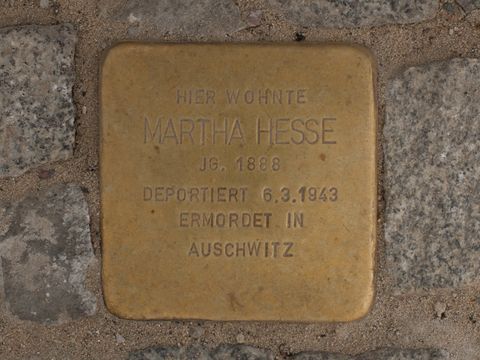 HIER WOHNTE
MARTHA HESSE
JG. 1888
DEPORTIERT 6.3.1943
ERMORDET IN
AUSCHWITZ